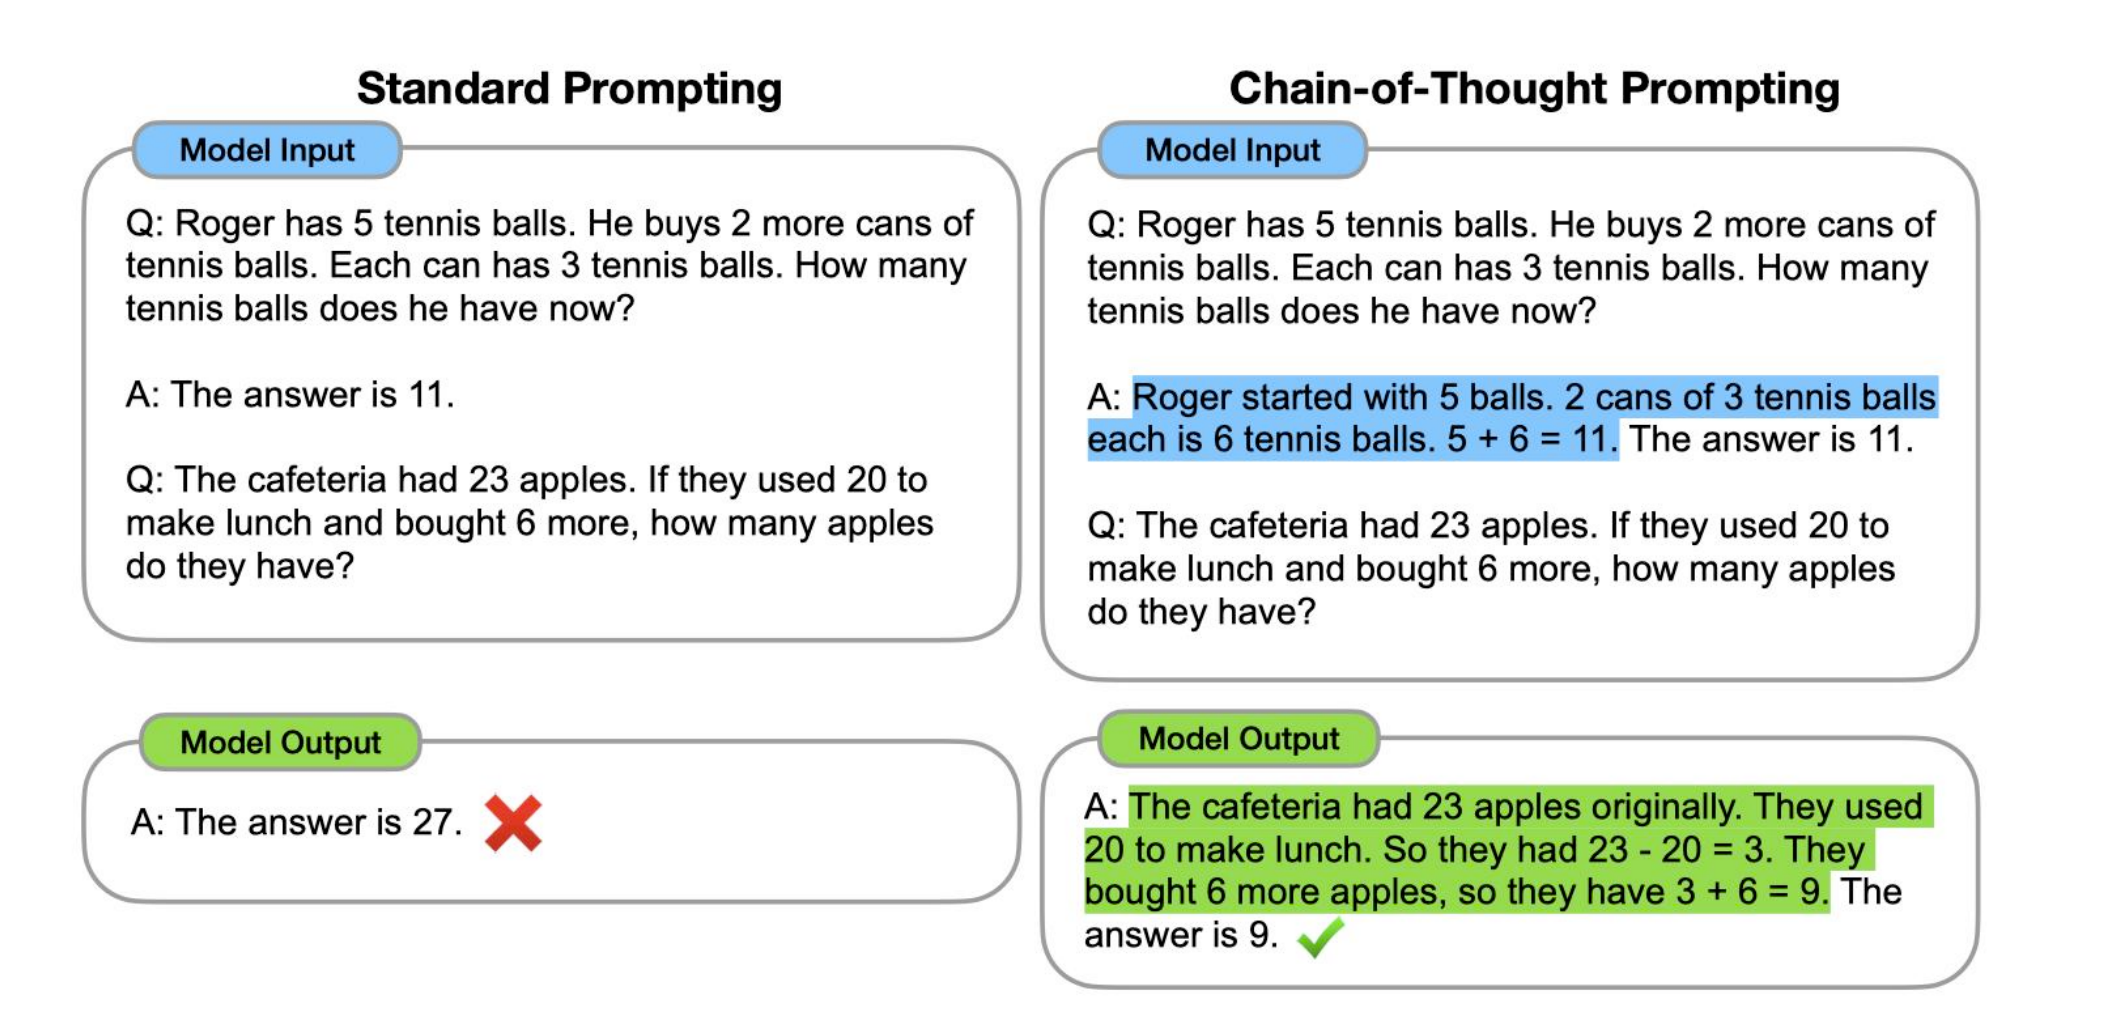 Standard Prompting
Model Input
Q: Roger has 5 tennis balls. He buys 2 more cans of
tennis balls. Each can has 3 tennis balls. How many
tennis balls does he have now?
A: The answer is 11.
Q: The cafeteria had 23 apples. If they used 20 to
make lunch and bought 6 more, how many apples
do they have?
Model Output
A: The answer is 27.
Chain-of-Thought Prompting
Model Input
Q: Roger has 5 tennis balls. He buys 2 more cans of
tennis balls. Each can has 3 tennis balls. How many
tennis balls does he have now?
A: Roger started with 5 balls. 2 cans of 3 tennis balls
each is 6 tennis balls. 5 + 6 = 11. The answer is 11.
Q: The cafeteria had 23 apples. If they used 20 to
make lunch and bought 6 more, how many apples
do they have?
Model Output
A: The cafeteria had 23 apples originally. They used
20 to make lunch. So they had 23 - 20 = 3. They
bought 6 more apples, so they have 3 + 6 = 9. The
answer is 9.